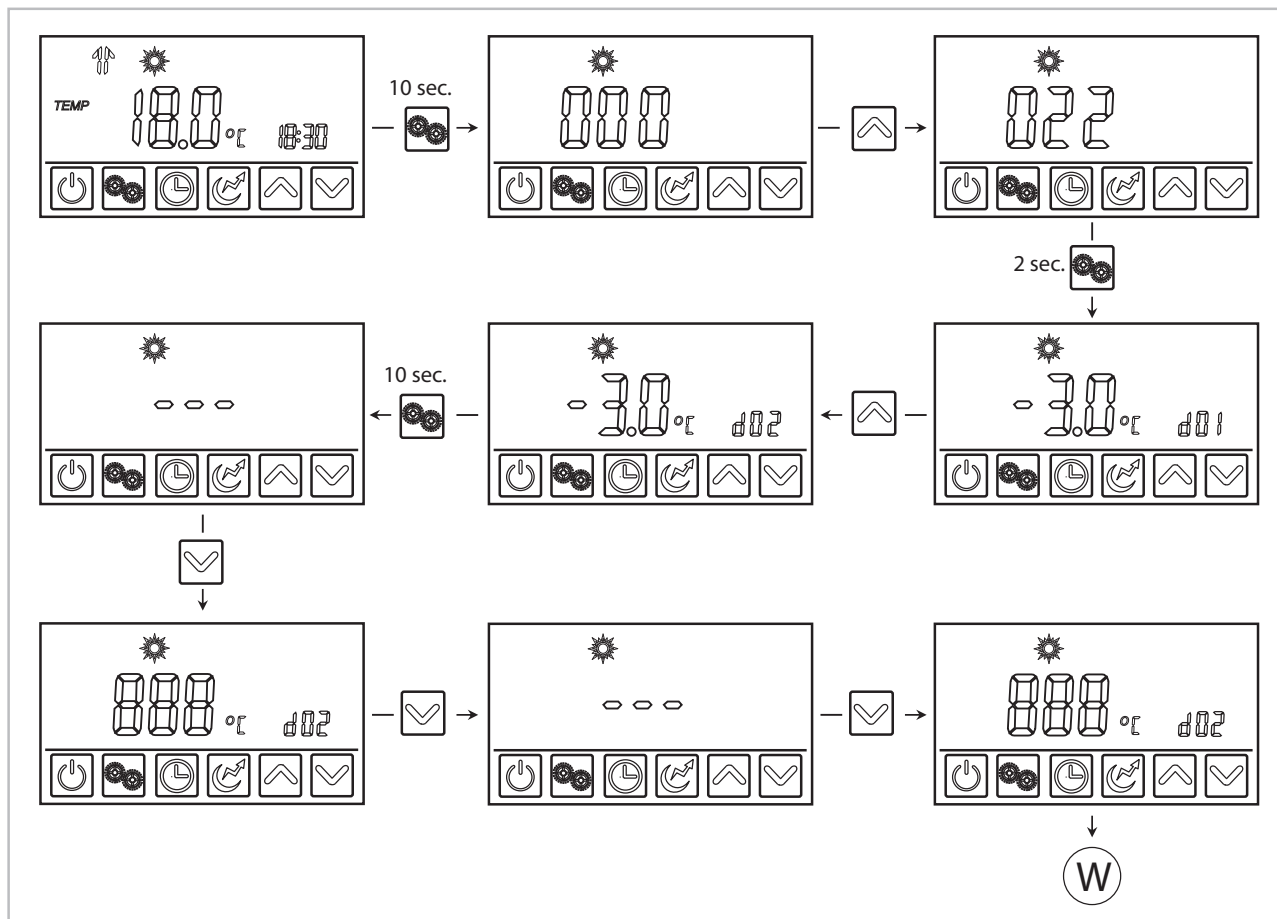 TEMP 18.0 °C 18:30
10 sec.
000
022
2 sec.
-3.0 °C d01
-3.0 °C d02
10 sec.
---
888 °C d02
---
888 °C d02
W